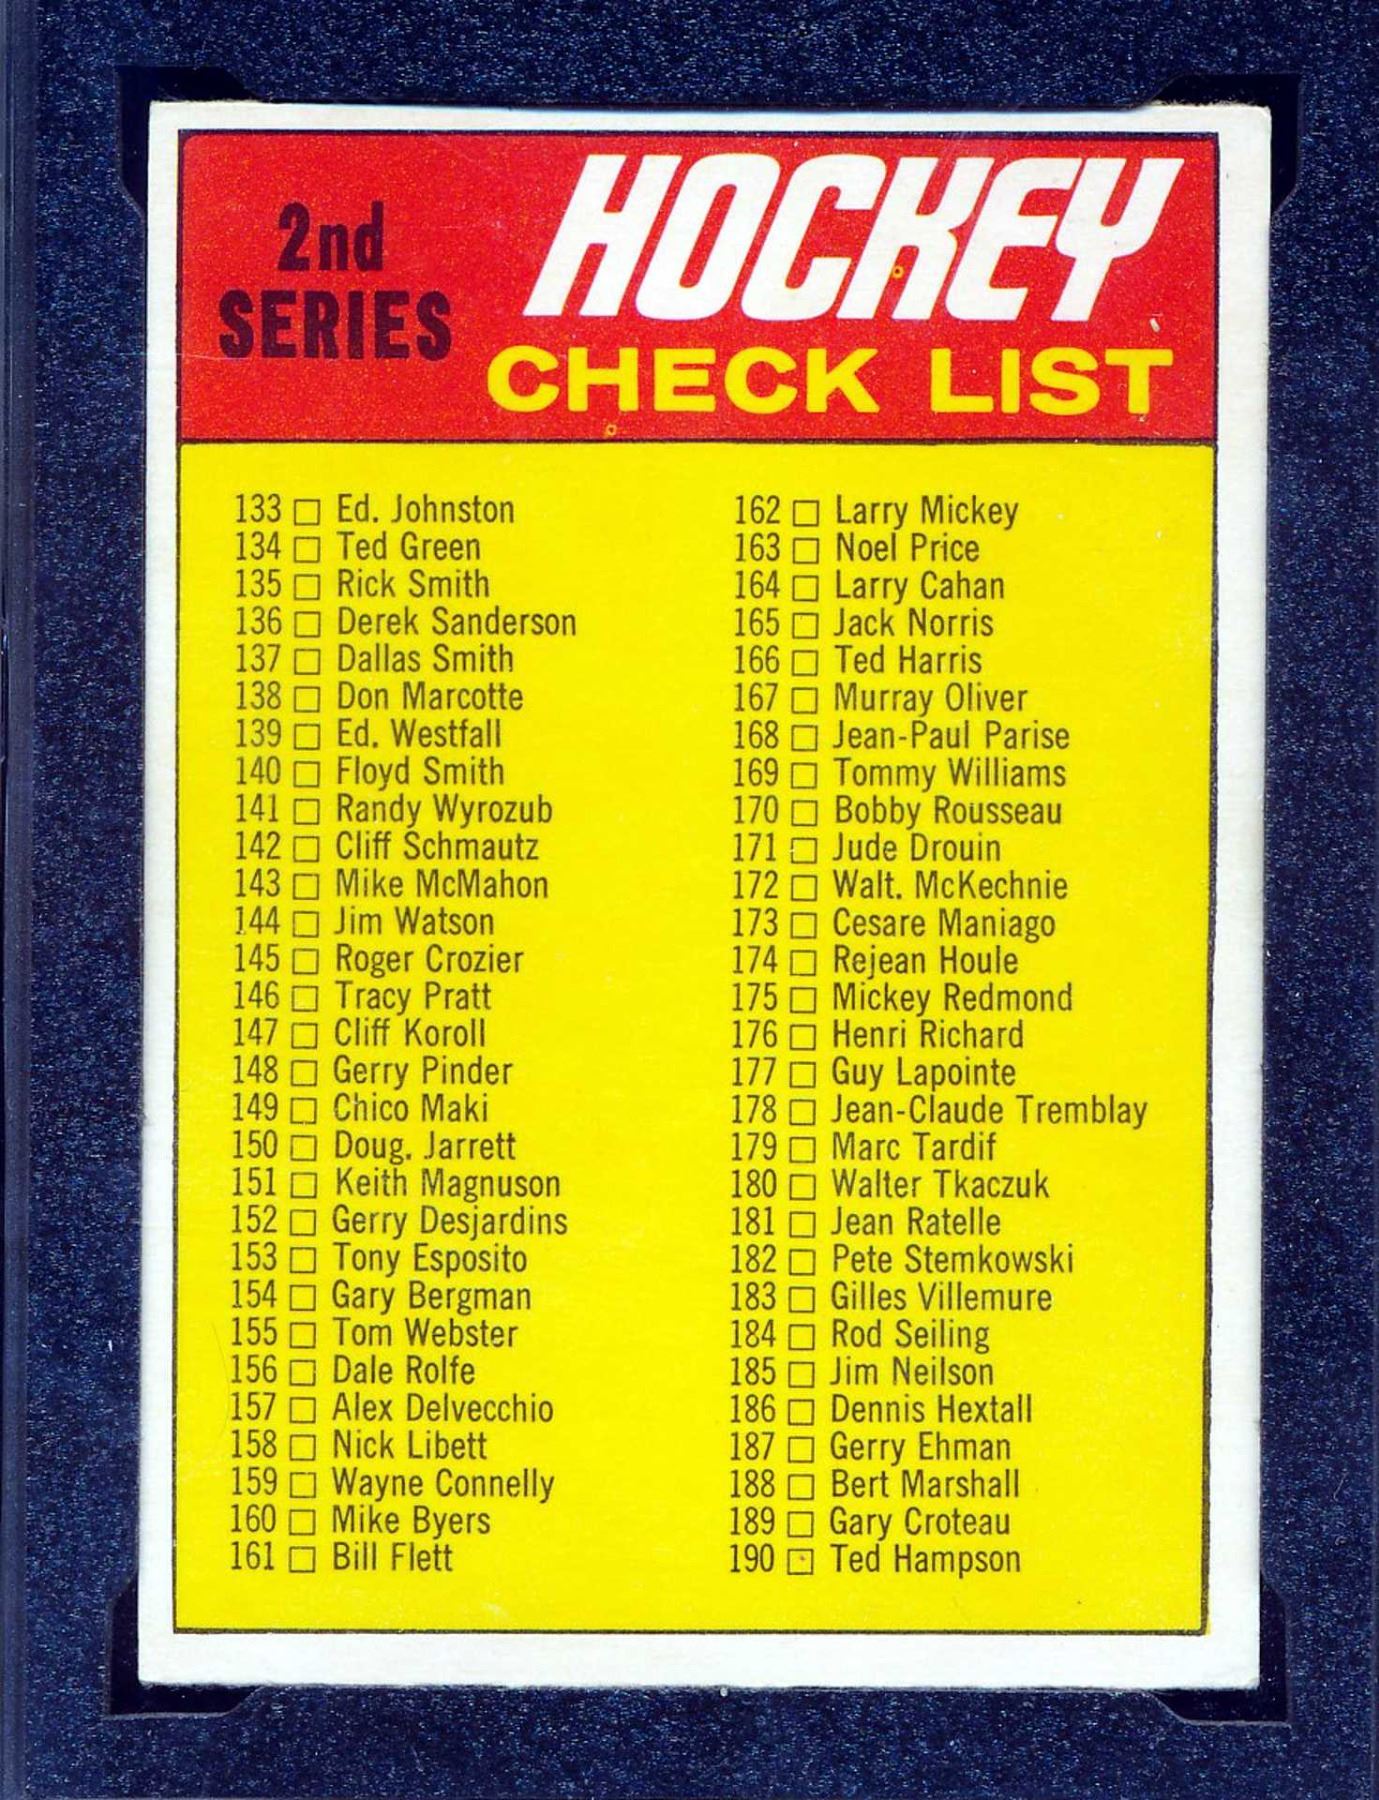 2nd
SERIES
HOCKEY
CHECK LIST
133 □ Ed. Johnston
134 □ Ted Green
135 □ Rick Smith
136 □ Derek Sanderson
137 □ Dallas Smith
138 □ Don Marcotte
139 □ Ed. Westfall
140 □ Floyd Smith
141 □ Randy Wyrozub
142 □ Cliff Schmautz
143 □ Mike McMahon
144 □ Jim Watson
145 □ Roger Crozier
146 □ Tracy Pratt
147 □ Cliff Koroll
148 □ Gerry Pinder
149 □ Chico Maki
150 □ Doug. Jarrett
151 □ Keith Magnuson
152 □ Gerry Desjardins
153 □ Tony Esposito
154 □ Gary Bergman
155 □ Tom Webster
156 □ Dale Rolfe
157 □ Alex Delvecchio
158 □ Nick Libett
159 □ Wayne Connelly
160 □ Mike Byers
161 □ Bill Flett
162 □ Larry Mickey
163 □ Noel Price
164 □ Larry Cahan
165 □ Jack Norris
166 □ Ted Harris
167 □ Murray Oliver
168 □ Jean-Paul Parise
169 □ Tommy Williams
170 □ Bobby Rousseau
171 □ Jude Drouin
172 □ Walt. McKechnie
173 □ Cesare Maniago
174 □ Rejean Houle
175 □ Mickey Redmond
176 □ Henri Richard
177 □ Guy Lapointe
178 □ Jean-Claude Tremblay
179 □ Marc Tardif
180 □ Walter Tkaczuk
181 □ Jean Ratelle
182 □ Pete Stemkowski
183 □ Gilles Villemure
184 □ Rod Seiling
185 □ Jim Neilson
186 □ Dennis Hextall
187 □ Gerry Ehman
188 □ Bert Marshall
189 □ Gary Croteau
190 □ Ted Hampson